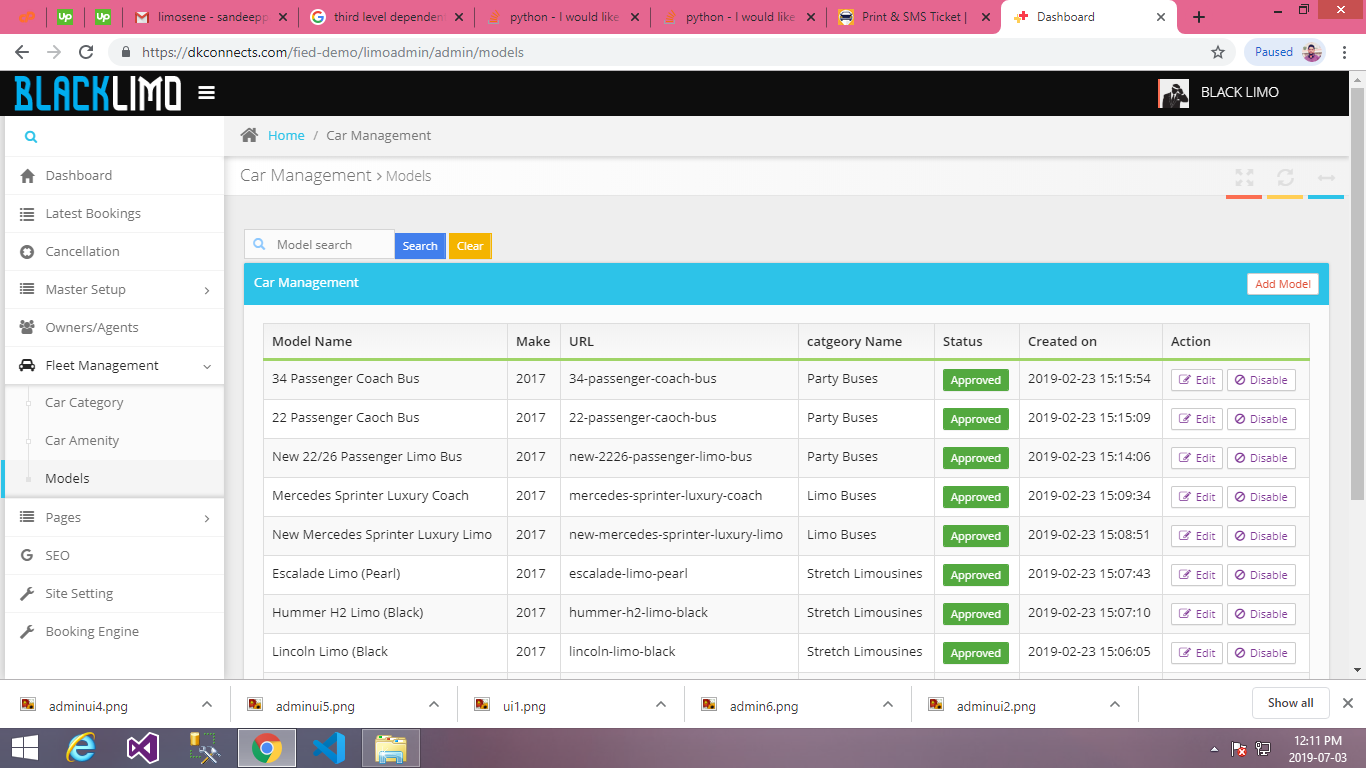 limosene - sandeepp
third level dependen
python - I would like
python - I would like
Print & SMS Ticket |
Dashboard
https://dkconnects.com/fied-demo/limoadmin/admin/models
Paused
BLACKLIMO
BLACK LIMO
Home / Car Management
Car Management > Models
Dashboard
Latest Bookings
Cancellation
Master Setup
Owners/Agents
Fleet Management
Car Category
Car Amenity
Models
Pages
SEO
Site Setting
Booking Engine
Model search Search Clear
Car Management Add Model
Model Name Make URL catgeory Name Status Created on Action
34 Passenger Coach Bus 2017 34-passenger-coach-bus Party Buses Approved 2019-02-23 15:15:54 Edit Disable
22 Passenger Caoch Bus 2017 22-passenger-caoch-bus Party Buses Approved 2019-02-23 15:15:09 Edit Disable
New 22/26 Passenger Limo Bus 2017 new-2226-passenger-limo-bus Party Buses Approved 2019-02-23 15:14:06 Edit Disable
Mercedes Sprinter Luxury Coach 2017 mercedes-sprinter-luxury-coach Limo Buses Approved 2019-02-23 15:09:34 Edit Disable
New Mercedes Sprinter Luxury Limo 2017 new-mercedes-sprinter-luxury-limo Limo Buses Approved 2019-02-23 15:08:51 Edit Disable
Escalade Limo (Pearl) 2017 escalade-limo-pearl Stretch Limousines Approved 2019-02-23 15:07:43 Edit Disable
Hummer H2 Limo (Black) 2017 hummer-h2-limo-black Stretch Limousines Approved 2019-02-23 15:07:10 Edit Disable
Lincoln Limo (Black 2017 lincoln-limo-black Stretch Limousines Approved 2019-02-23 15:06:05 Edit Disable
adminui4.png
adminui5.png
ui1.png
admin6.png
adminui2.png
Show all
12:11 PM
2019-07-03